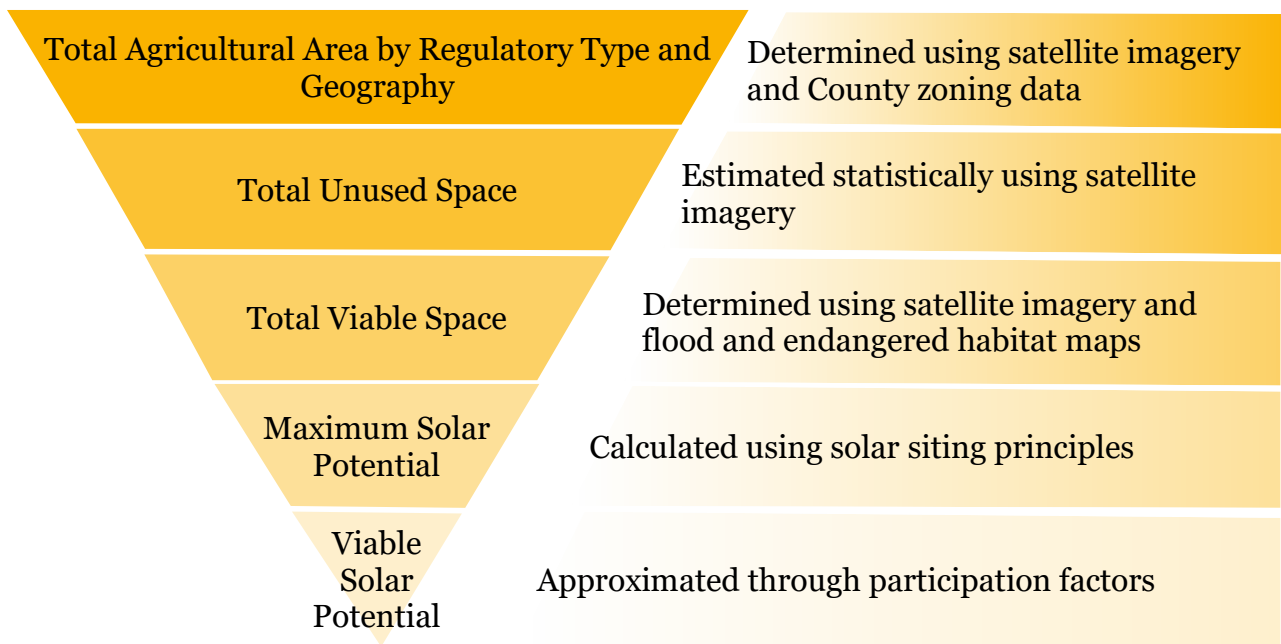 Total Agricultural Area by Regulatory Type and
Geography
Determined using satellite imagery
and County zoning data
Total Unused Space
Estimated statistically using satellite
imagery
Total Viable Space
Determined using satellite imagery and
flood and endangered habitat maps
Maximum Solar
Potential
Calculated using solar siting principles
Viable
Solar
Potential
Approximated through participation factors